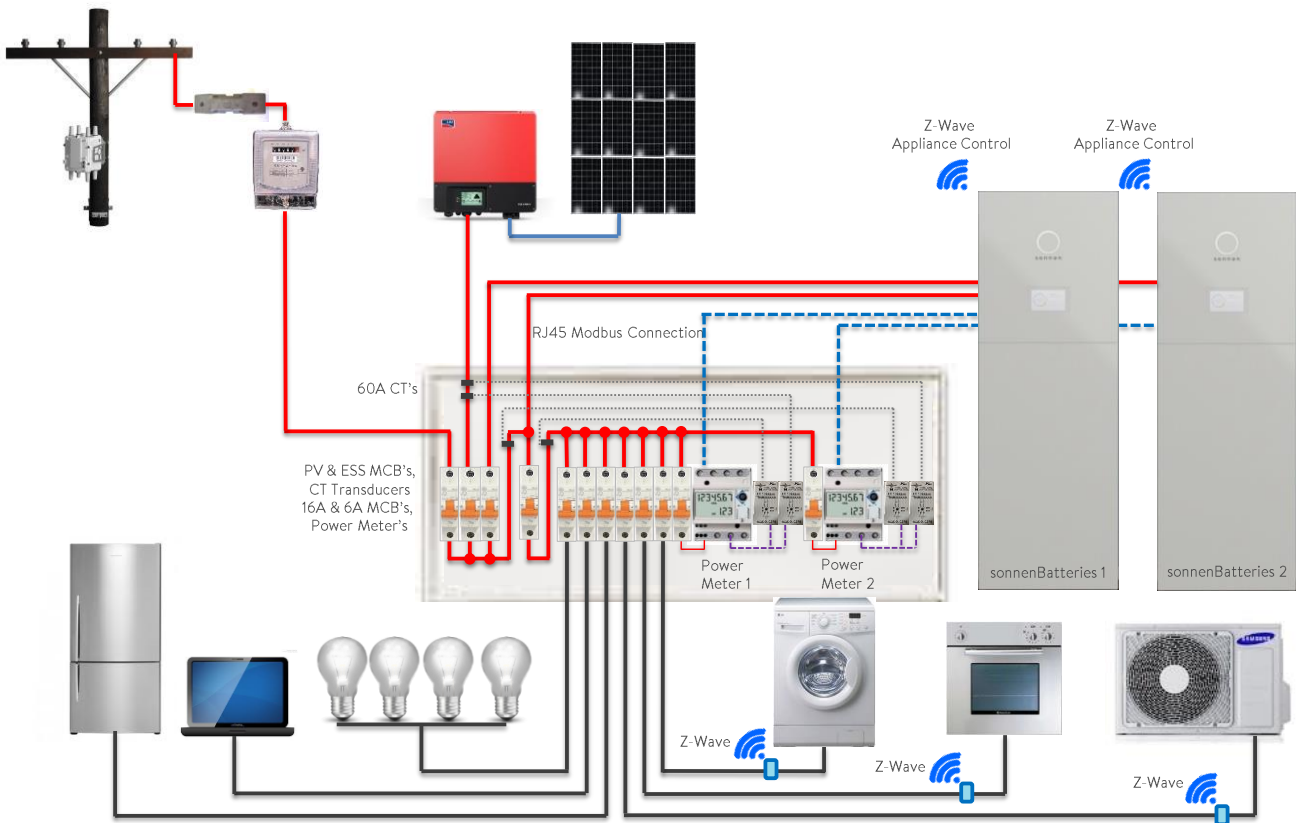 Z-Wave
Appliance Control
Z-Wave
Appliance Control
RJ45 Modbus Connection
60A CT's
PV & ESS MCB's,
CT Transducers
16A & 6A MCB's,
Power Meter's
1234567
123
1234567
123
Power
Meter 1
Power
Meter 2
sonnenBatteries 1
sonnenBatteries 2
Z-Wave
Z-Wave
Z-Wave